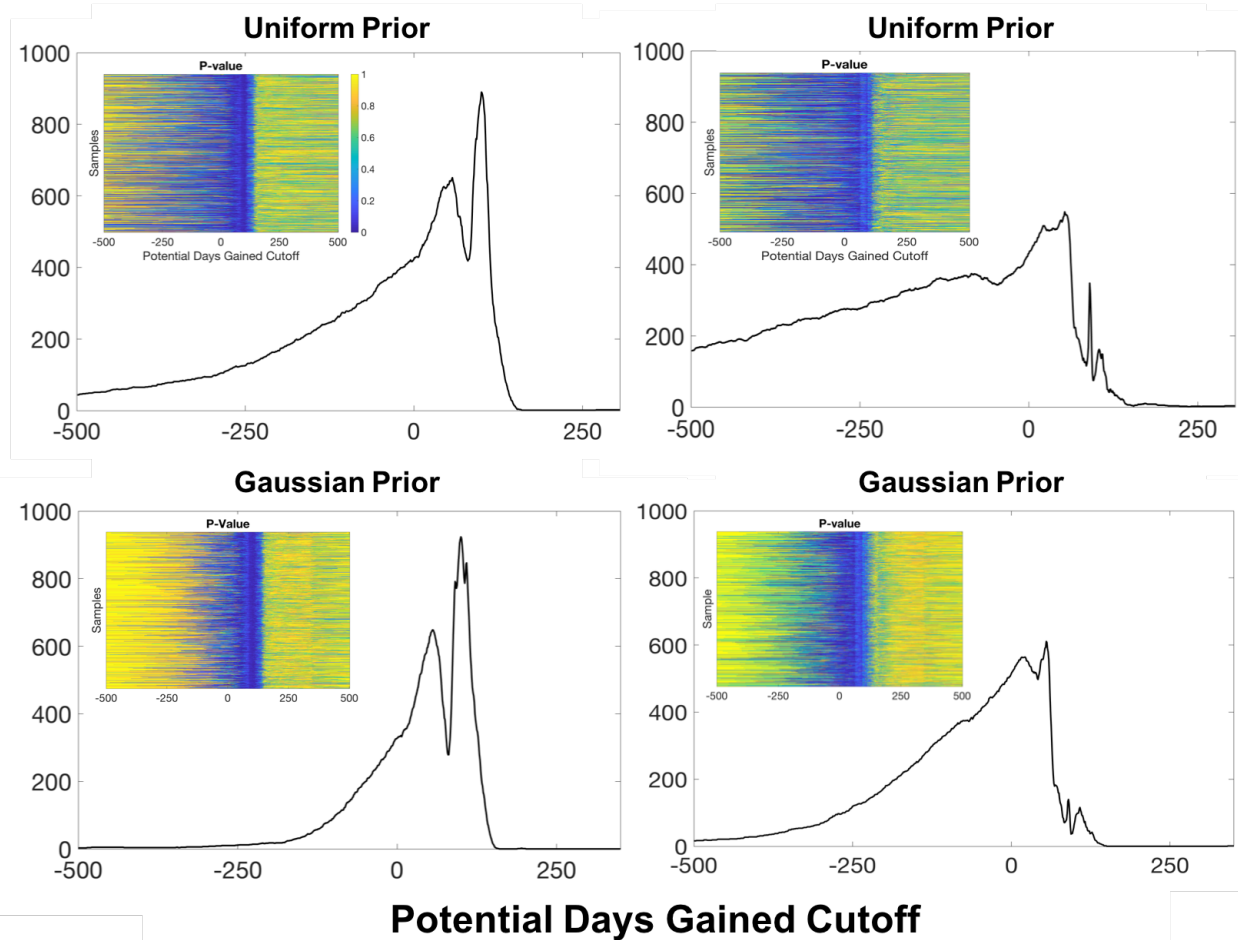 Uniform Prior
1000
800
600
400
200
0
-500 -250 0 250
P-value
Samples
1
0.8
0.6
0.4
0.2
0
-500 -250 0 250 500
Potential Days Gained Cutoff
Uniform Prior
1000
800
600
400
200
0
-500 -250 0 250
P-value
Samples
-500 -250 0 250 500
Potential Days Gained Cutoff
Gaussian Prior
1000
800
600
400
200
0
-500 -250 0 250
P-Value
Samples
-500 -250 0 250 500
Gaussian Prior
1000
800
600
400
200
0
-500 -250 0 250
P-value
Sample
-500 -250 0 250 500
Potential Days Gained Cutoff